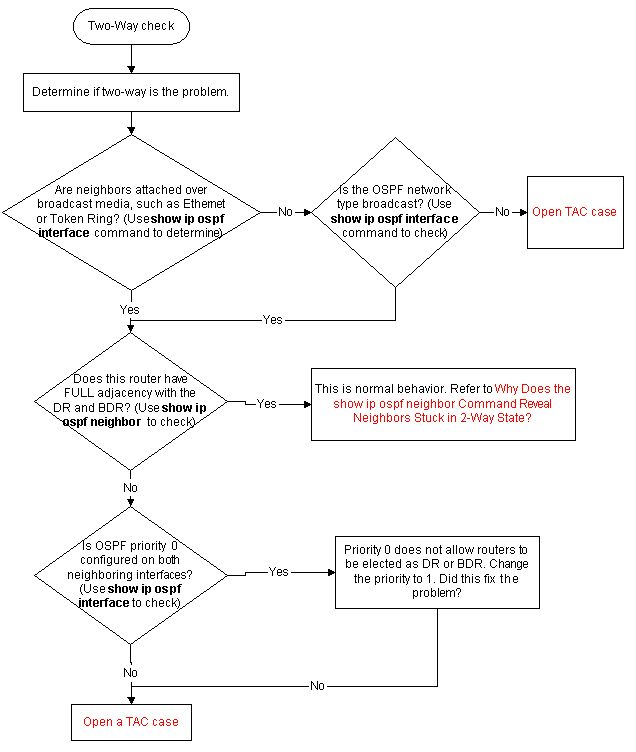 Two-Way check
Determine if two-way is the problem.
Are neighbors attached over
broadcast media, such as Ethernet
or Token Ring? (Use show ip ospf
interface command to determine)
No
Is the OSPF network
type broadcast? (Use
show ip ospf interface
command to check)
No
Open TAC case
Yes
Yes
Does this router have
FULL adjacency with the
DR and BDR? (Use show ip
ospf neighbor to check)
Yes
This is normal behavior. Refer to Why Does the
show ip ospf neighbor Command Reveal
Neighbors Stuck in 2-Way State?
No
Is OSPF priority 0
configured on both
neighboring interfaces?
(Use show ip ospf
interface to check)
Yes
Priority 0 does not allow routers to
be elected as DR or BDR. Change
the priority to 1. Did this fix the
problem?
No
No
Open a TAC case